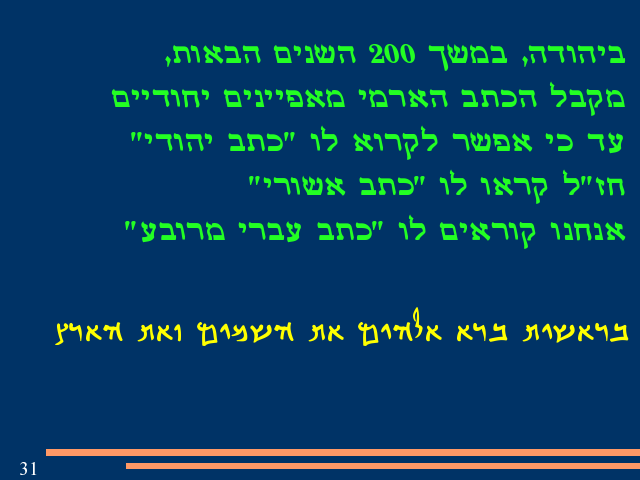 ביהודה, במשך 200 השנים הבאות,
מקבל הכתב הארמי מאפיינים יחודיים
עד כי אפשר לקרוא לו "כתב יהודי"
חז"ל קראו לו "כתב אשורי"
אנחנו קוראים לו "כתב עברי מרובע"
בראשית ברא אלהים את השמים ואת הארץ
31